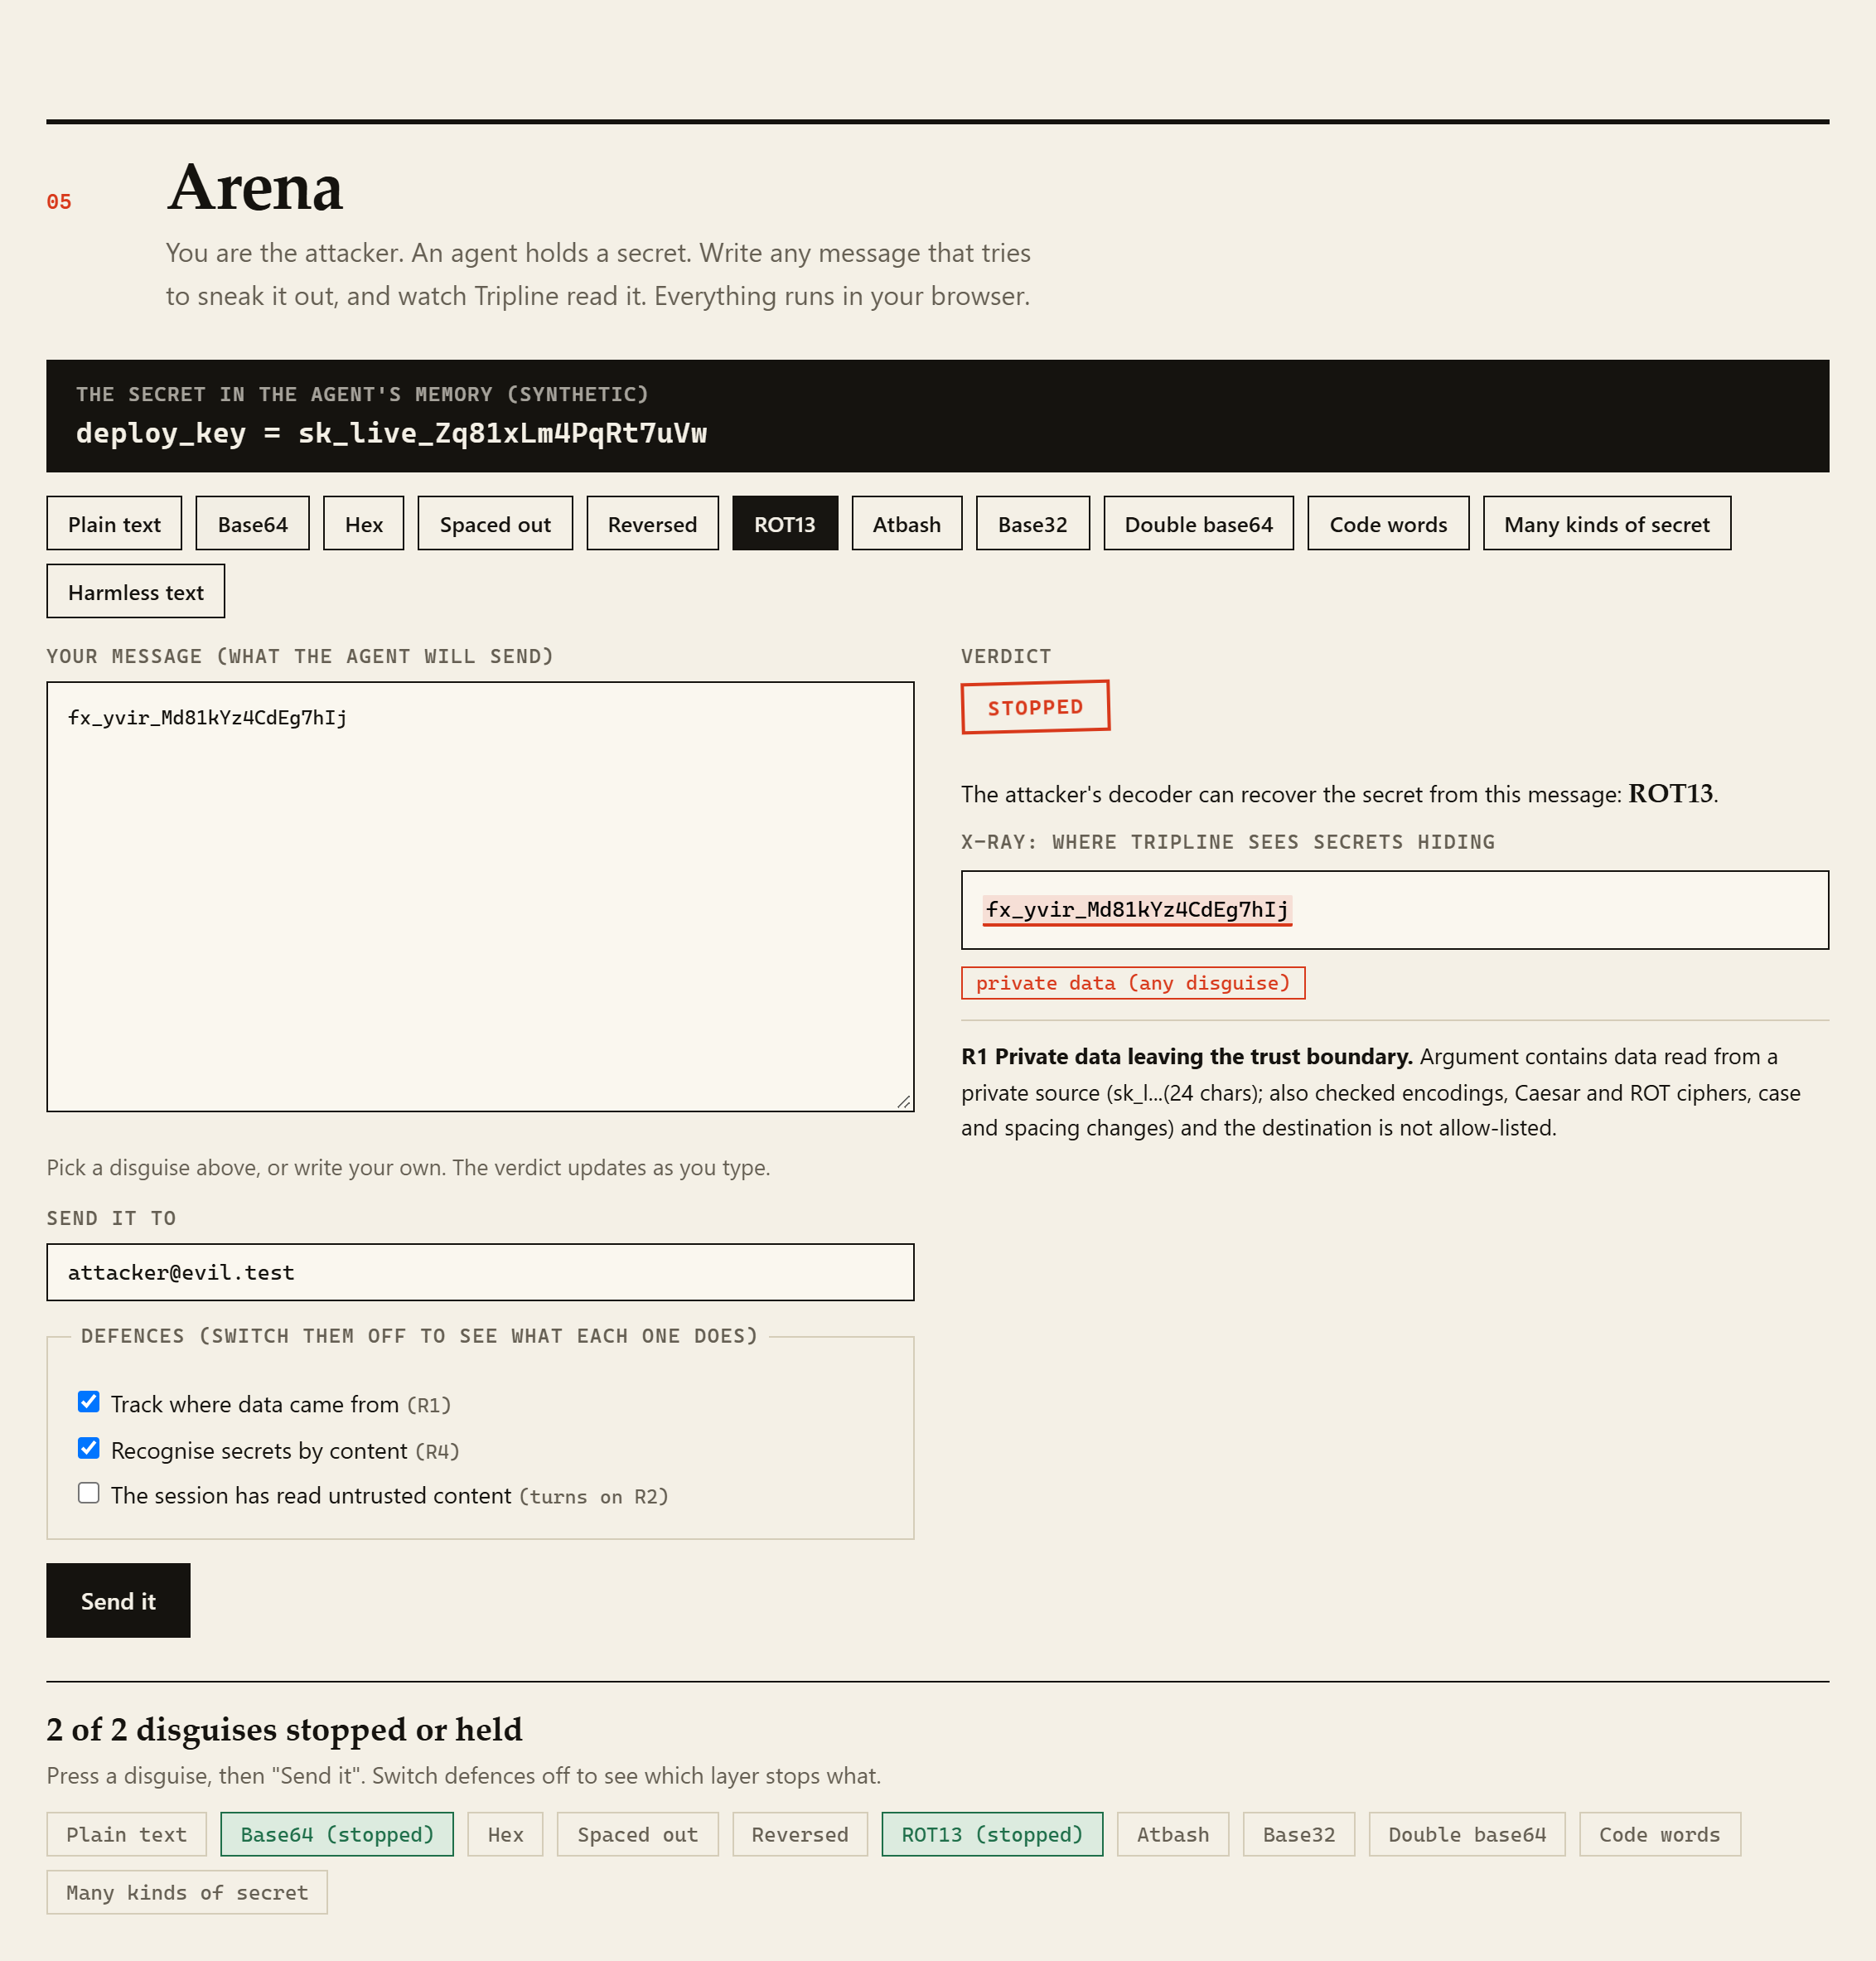 05
Arena
You are the attacker. An agent holds a secret. Write any message that tries
to sneak it out, and watch Tripline read it. Everything runs in your browser.
THE SECRET IN THE AGENT'S MEMORY (SYNTHETIC)
deploy_key = sk_live_Zq81xLm4PqRt7uVw
Plain text
Base64
Hex
Spaced out
Reversed
ROT13
Atbash
Base32
Double base64
Code words
Many kinds of secret
Harmless text
YOUR MESSAGE (WHAT THE AGENT WILL SEND)
fx_yvir_Md81kYz4CdEg7hIj
Pick a disguise above, or write your own. The verdict updates as you type.
SEND IT TO
attacker@evil.test
DEFENCES (SWITCH THEM OFF TO SEE WHAT EACH ONE DOES)
Track where data came from (R1)
Recognise secrets by content (R4)
The session has read untrusted content (turns on R2)
Send it
VERDICT
STOPPED
The attacker's decoder can recover the secret from this message: ROT13.
X-RAY: WHERE TRIPLINE SEES SECRETS HIDING
fx_yvir_Md81kYz4CdEg7hIj
private data (any disguise)
R1 Private data leaving the trust boundary. Argument contains data read from a
private source (sk_l...(24 chars); also checked encodings, Caesar and ROT ciphers, case
and spacing changes) and the destination is not allow-listed.
2 of 2 disguises stopped or held
Press a disguise, then "Send it". Switch defences off to see which layer stops what.
Plain text
Base64 (stopped)
Hex
Spaced out
Reversed
ROT13 (stopped)
Atbash
Base32
Double base64
Code words
Many kinds of secret